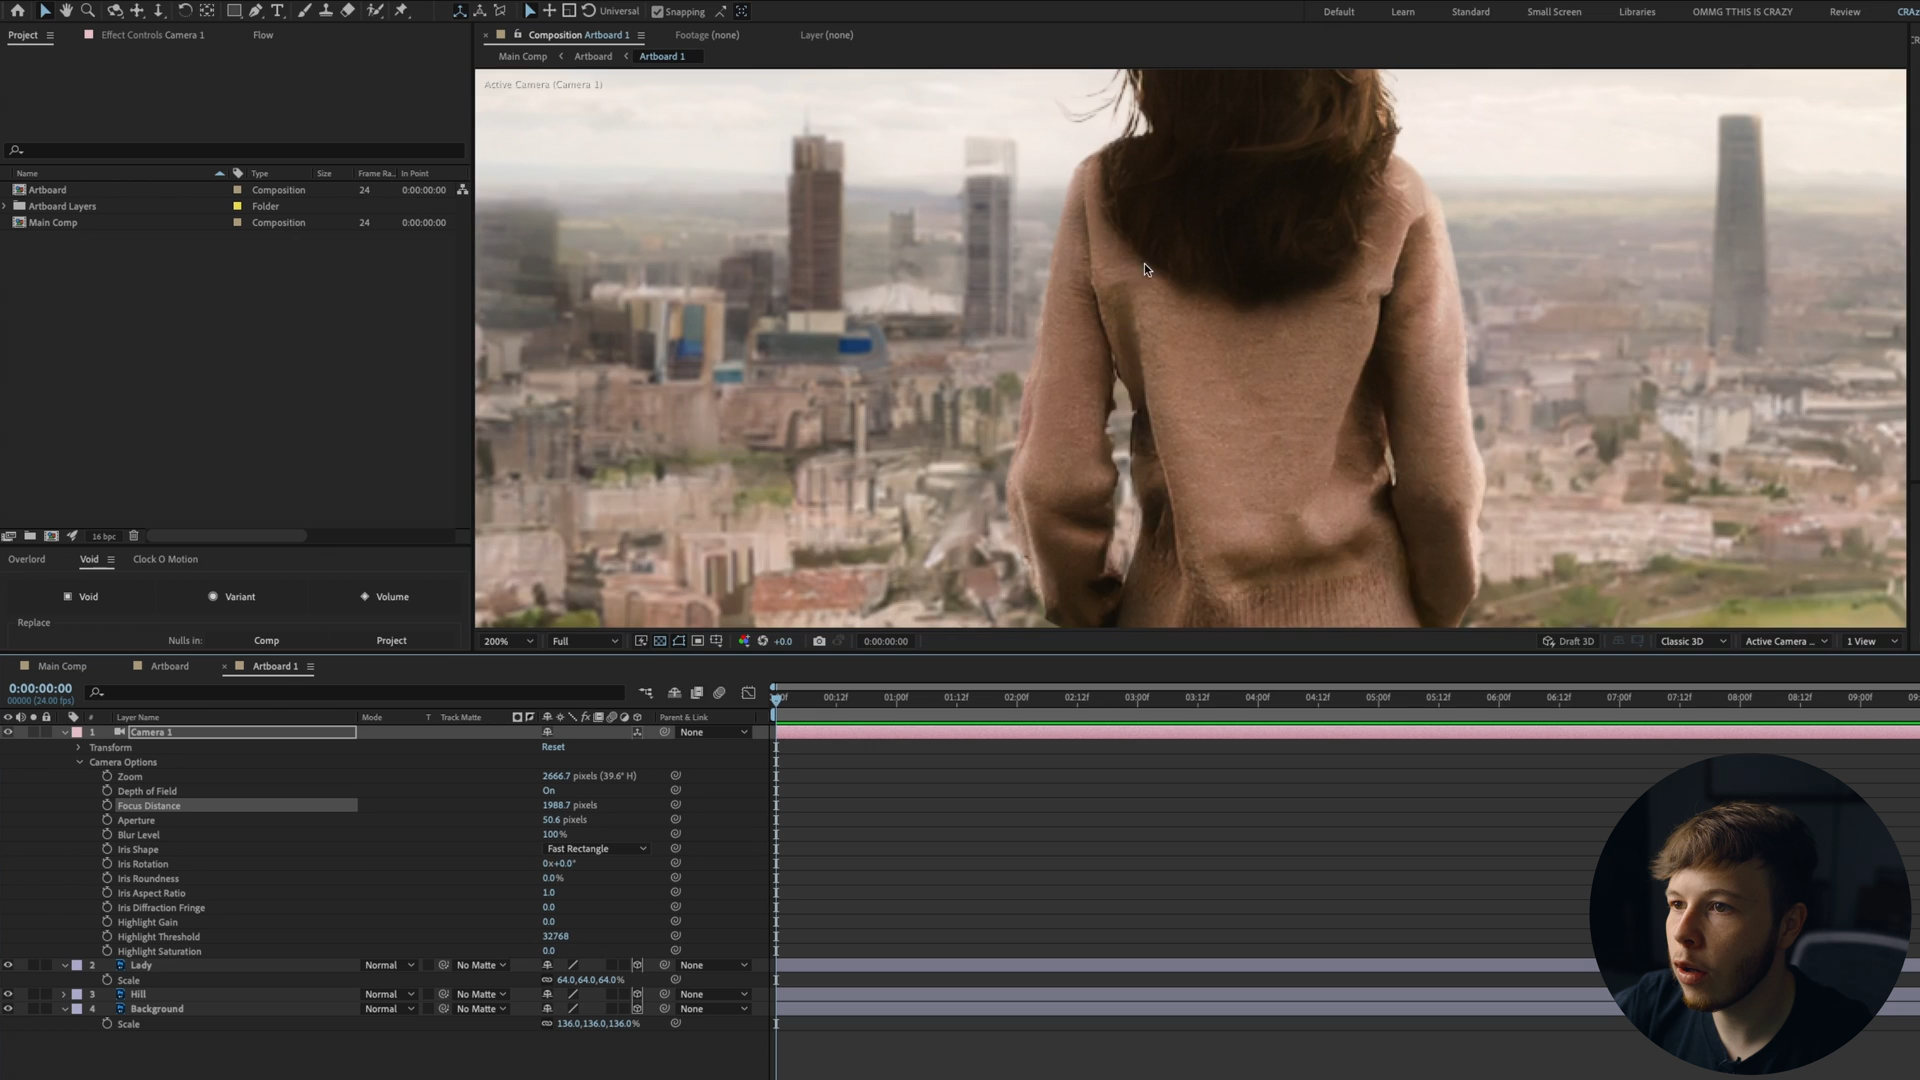 Universal
Snapping
Default
Learn
Standard
Small Screen
Libraries
OMMG TTHIS IS CRAZY
Review
Project
Effect Controls Camera 1
Flow
Composition Artboard 1
Footage (none)
Layer (none)
Main Comp
Artboard
Artboard 1
Active Camera (Camera 1)
Name
Type
Size
Frame Ra..
In Point
Artboard
Composition
24
0:00:00:00
Artboard Layers
Folder
Main Comp
Composition
24
0:00:00:00
16 bpc
Overlord
Void
Clock O Motion
Void
Variant
Volume
Replace
Nulls in:
Comp
Project
200%
Full
+0.0
0:00:00:00
Draft 3D
Classic 3D
Active Camera ...
1 View
Main Comp
Artboard
Artboard 1
0:00:00:00
00000 (24.00 fps)
00:12f
01:00f
01:12f
02:00f
02:12f
03:00f
03:12f
04:00f
04:12f
05:00f
05:12f
06:00f
06:12f
07:00f
07:12f
08:00f
08:12f
09:00f
#
Layer Name
Mode
T
Track Matte
Parent & Link
1
Camera 1
None
Transform
Reset
Camera Options
Zoom
2666.7 pixels (39.6° H)
Depth of Field
On
Focus Distance
1988.7 pixels
Aperture
50.6 pixels
Blur Level
100%
Iris Shape
Fast Rectangle
Iris Rotation
0x+0.0°
Iris Roundness
0.0%
Iris Aspect Ratio
1.0
Iris Diffraction Fringe
0.0
Highlight Gain
0.0
Highlight Threshold
32768
Highlight Saturation
0.0
2
Lady
Normal
No Matte
None
Scale
64.0,64.0,64.0%
3
Hill
Normal
No Matte
None
4
Background
Normal
No Matte
None
Scale
136.0,136.0,136.0%